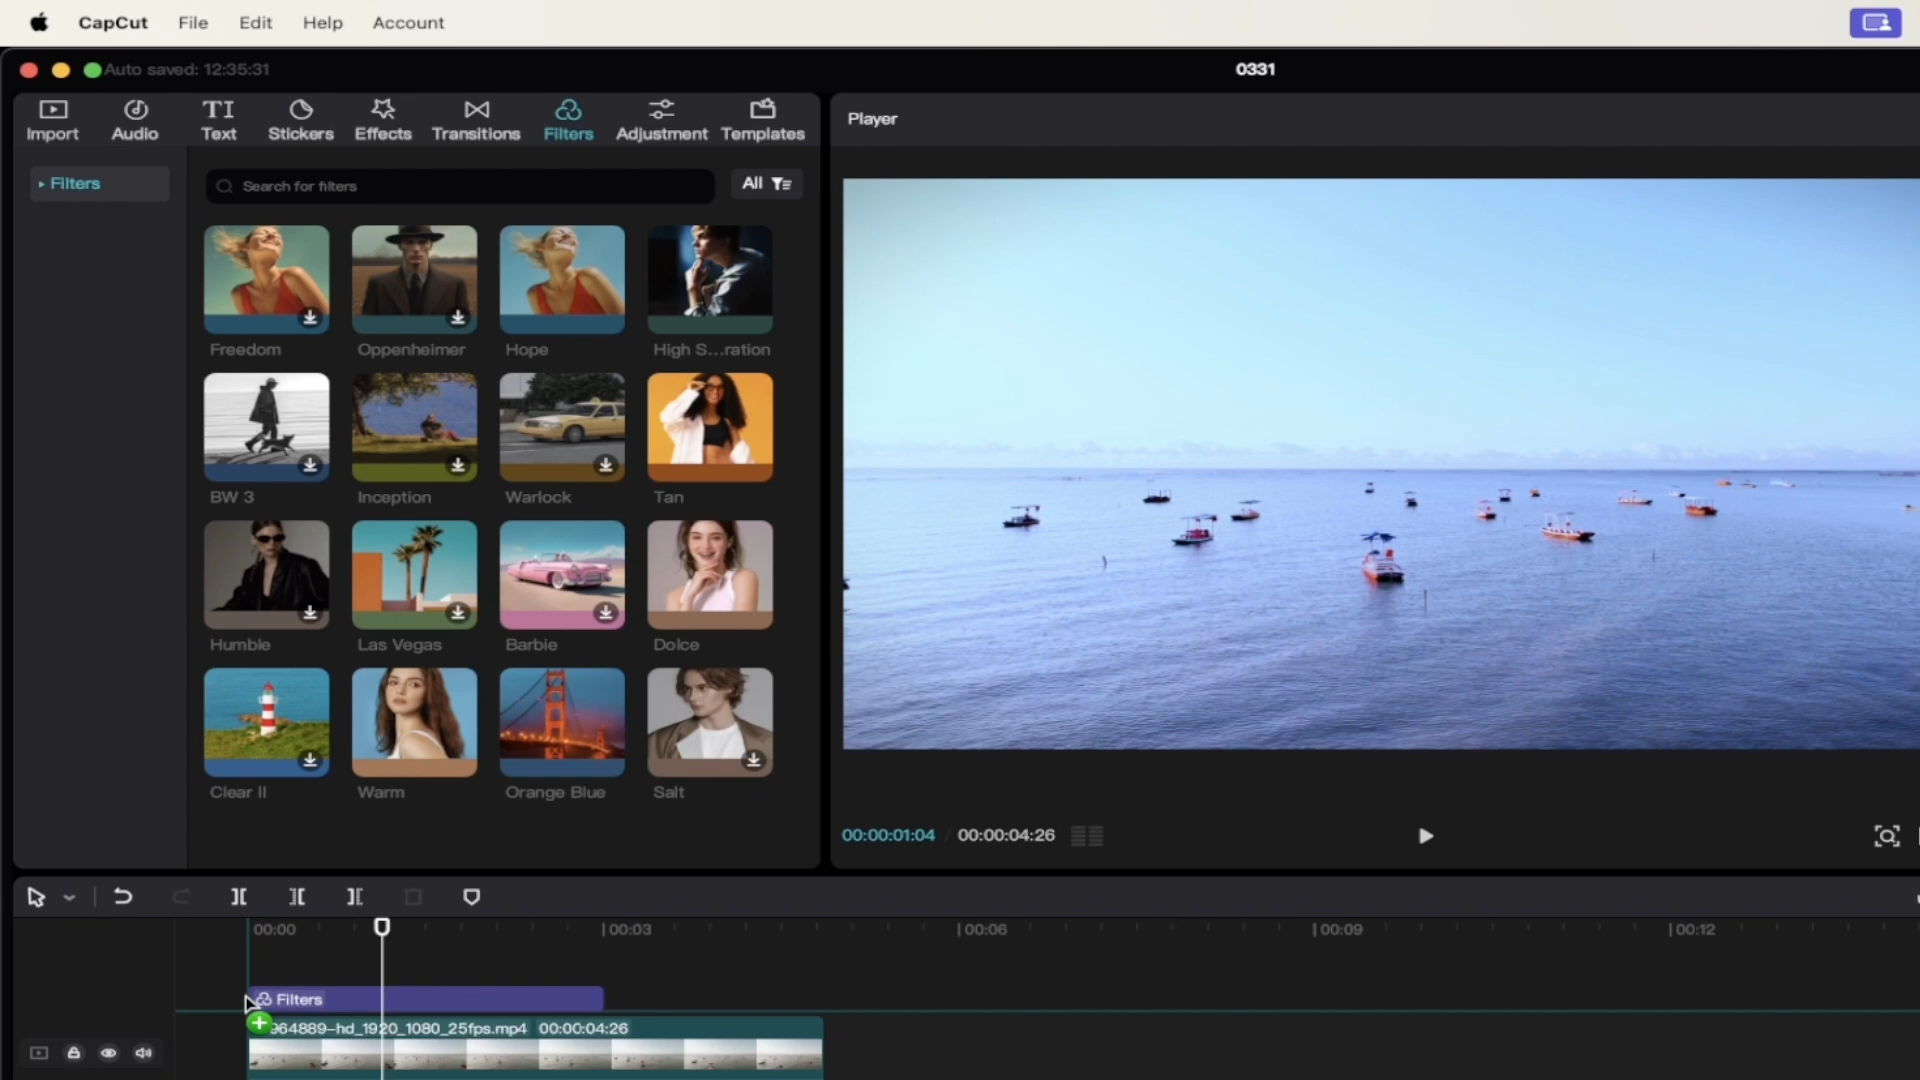 CapCut File Edit Help Account
Auto saved: 12:35:31
0331
Import Audio Text Stickers Effects Transitions Filters Adjustment Templates
TI
Player
Filters
Search for filters
All
Freedom Oppenheimer Hope High S...ration
BW 3 Inception Warlock Tan
Humble Las Vegas Barbie Dolce
Clear II Warm Orange Blue Salt
00:00:01:04 / 00:00:04:26
00:00 00:03 00:06 00:09 00:12
Filters
964889-hd_1920_1080_25fps.mp4 00:00:04:26